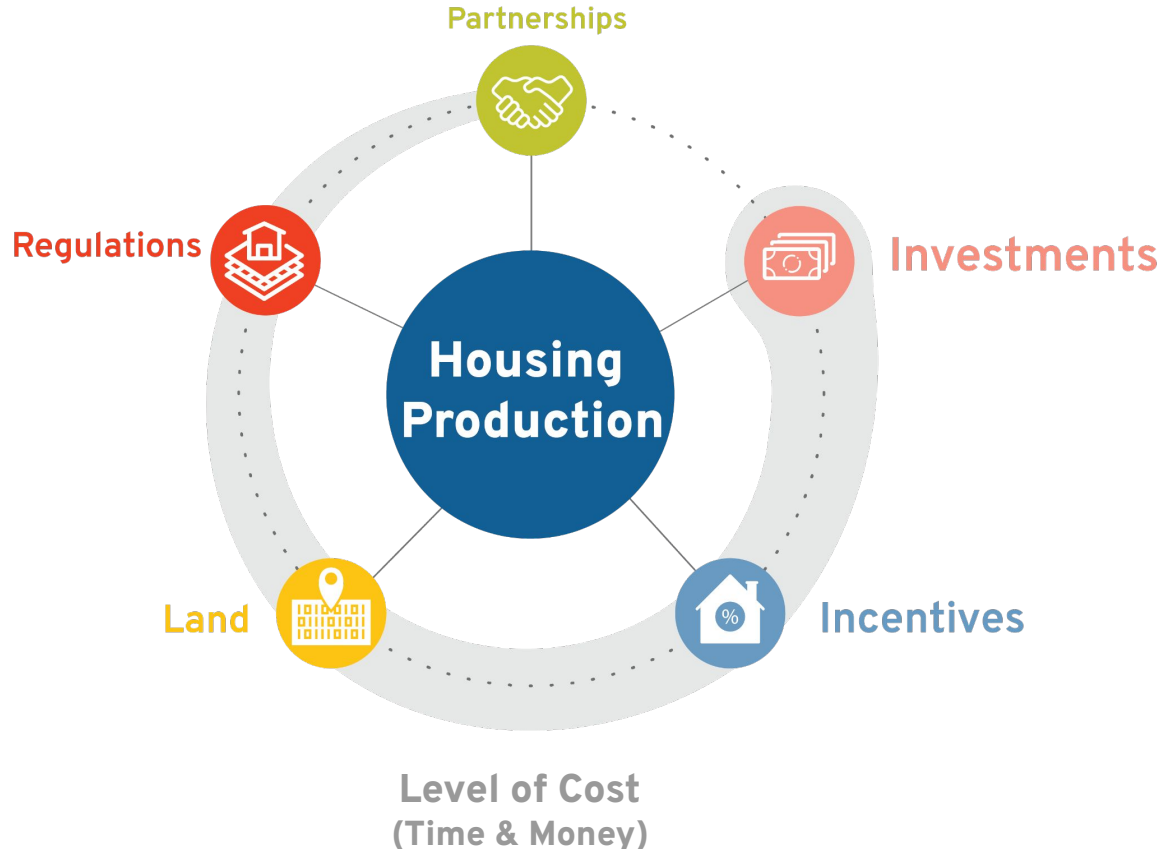 Partnerships
Regulations
Investments
Housing
Production
Land
%
Incentives
Level of Cost
(Time & Money)